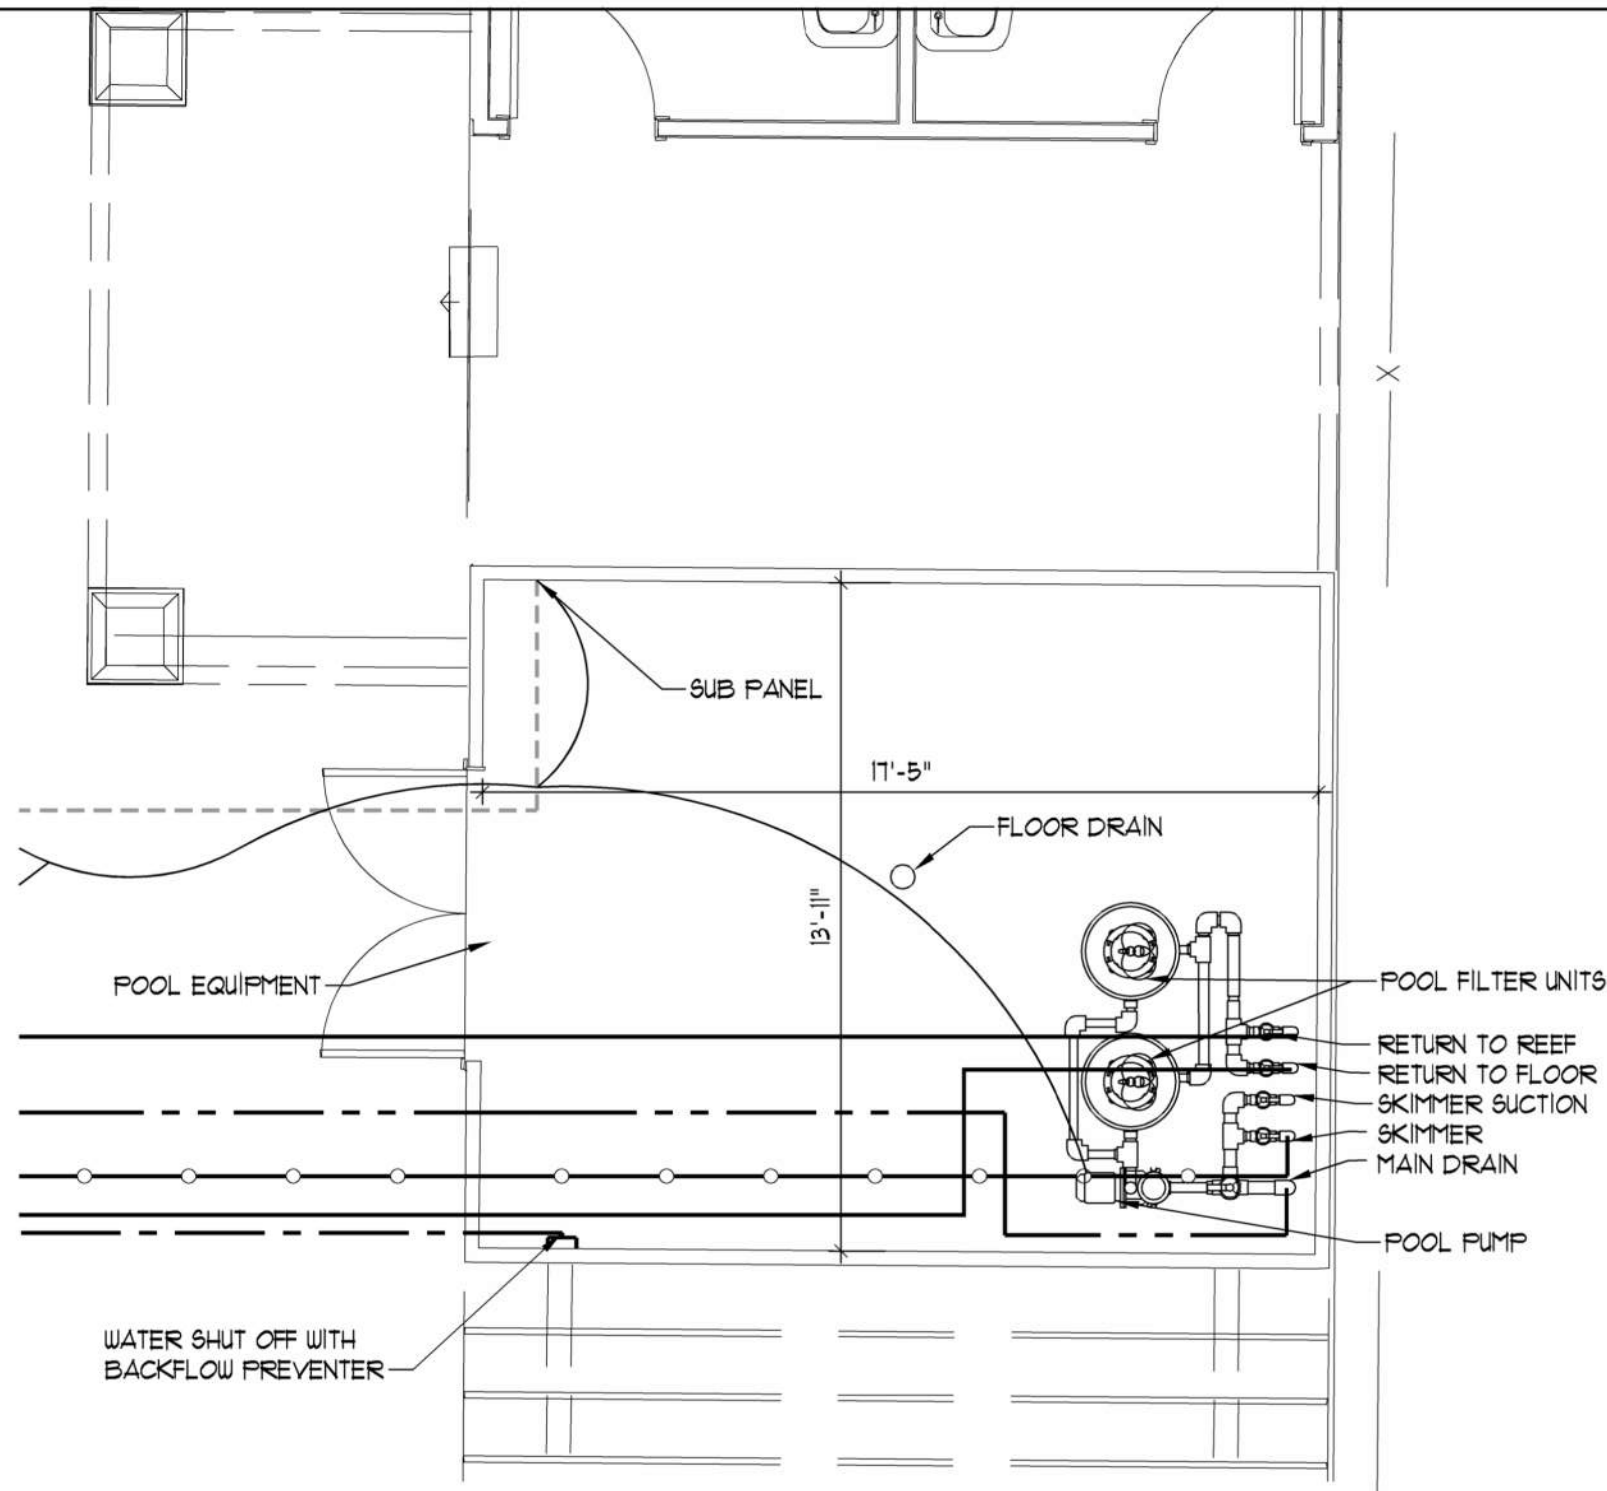 X
SUB PANEL
17'-5"
FLOOR DRAIN
13'-11"
POOL EQUIPMENT
POOL FILTER UNITS
RETURN TO REEF
RETURN TO FLOOR
SKIMMER SUCTION
SKIMMER
MAIN DRAIN
POOL PUMP
WATER SHUT OFF WITH
BACKFLOW PREVENTER